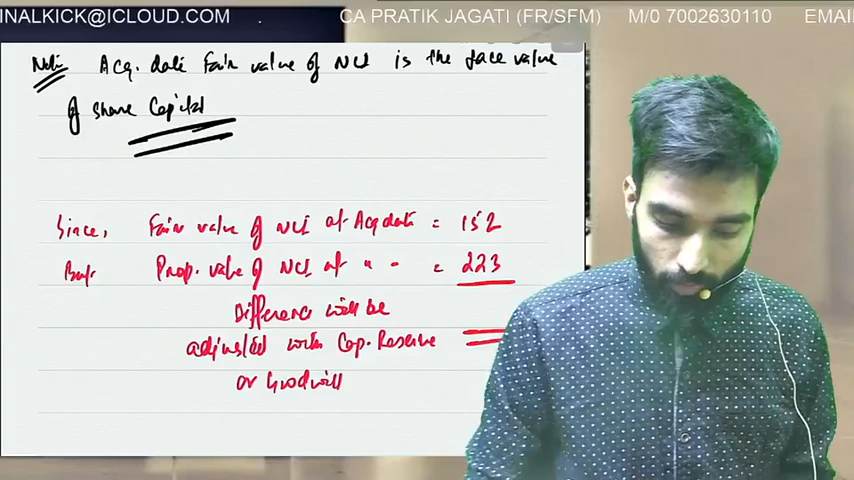 INALKICK@ICLOUD.COM . CA PRATIK JAGATI (FR/SFM) M/0 7002630110 EMAI
Note Acq. date Fair value of NCI is the face value
of share Capital
Since, Fair value of NCI at Acq date = 152
But Prop. value of NCI at " " = 223
Difference will be
adjusted with Cap. Reserve
or Goodwill